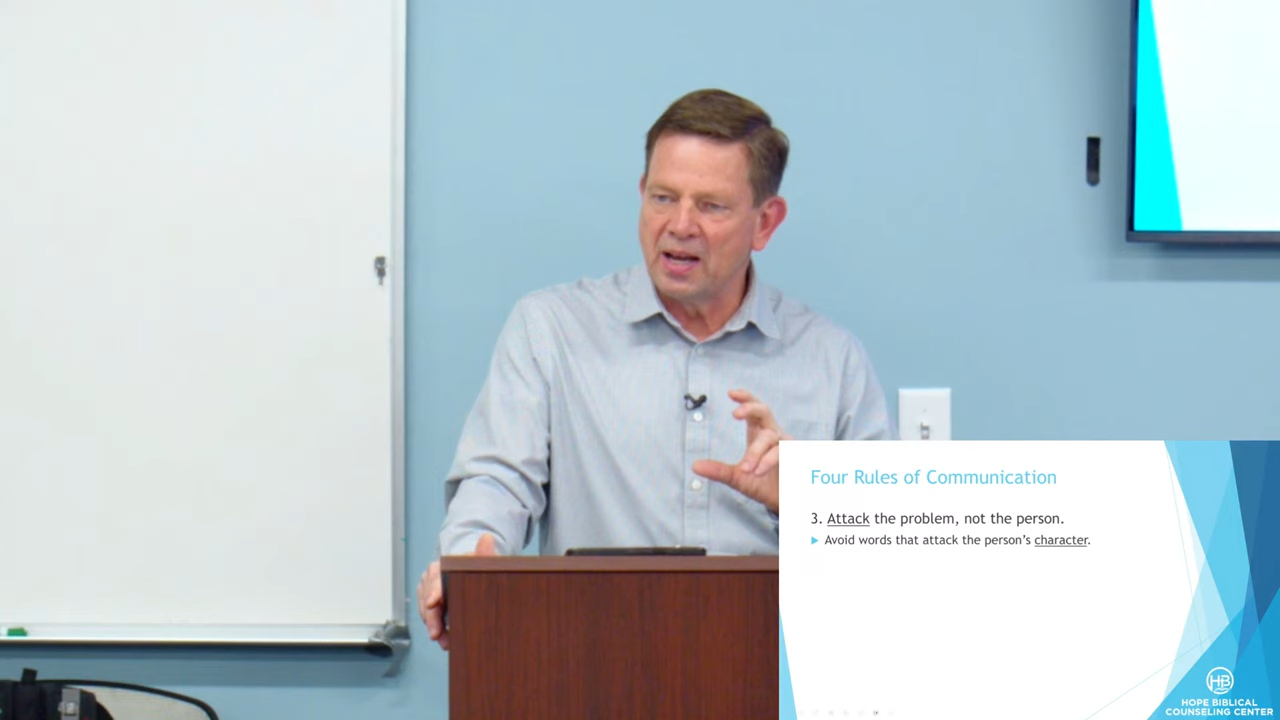 Four Rules of Communication
3. Attack the problem, not the person.
Avoid words that attack the person's character.
HB
HOPE BIBLICAL
COUNSELING CENTER